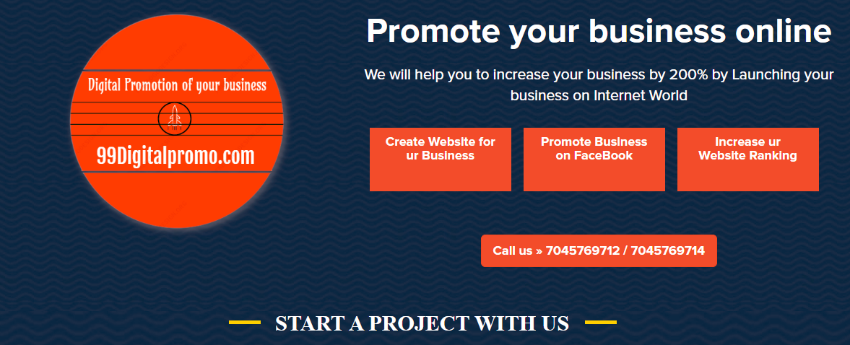 Digital Promotion of your business
99Digitalpromo.com
Promote your business online
We will help you to increase your business by 200% by Launching your
business on Internet World
Create Website for
ur Business
Promote Business
on FaceBook
Increase ur
Website Ranking
Call us » 7045769712 / 7045769714
START A PROJECT WITH US